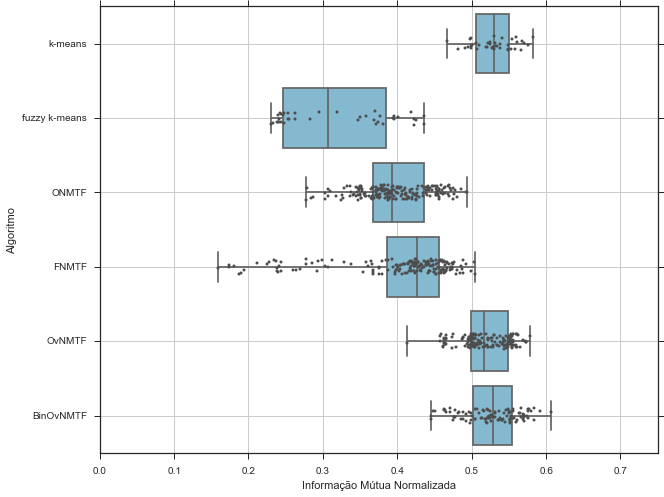 k-means
fuzzy k-means
ONMTF
FNMTF
OvNMTF
BinOvNMTF
Algoritmo
0.0 0.1 0.2 0.3 0.4 0.5 0.6 0.7
Informação Mútua Normalizada